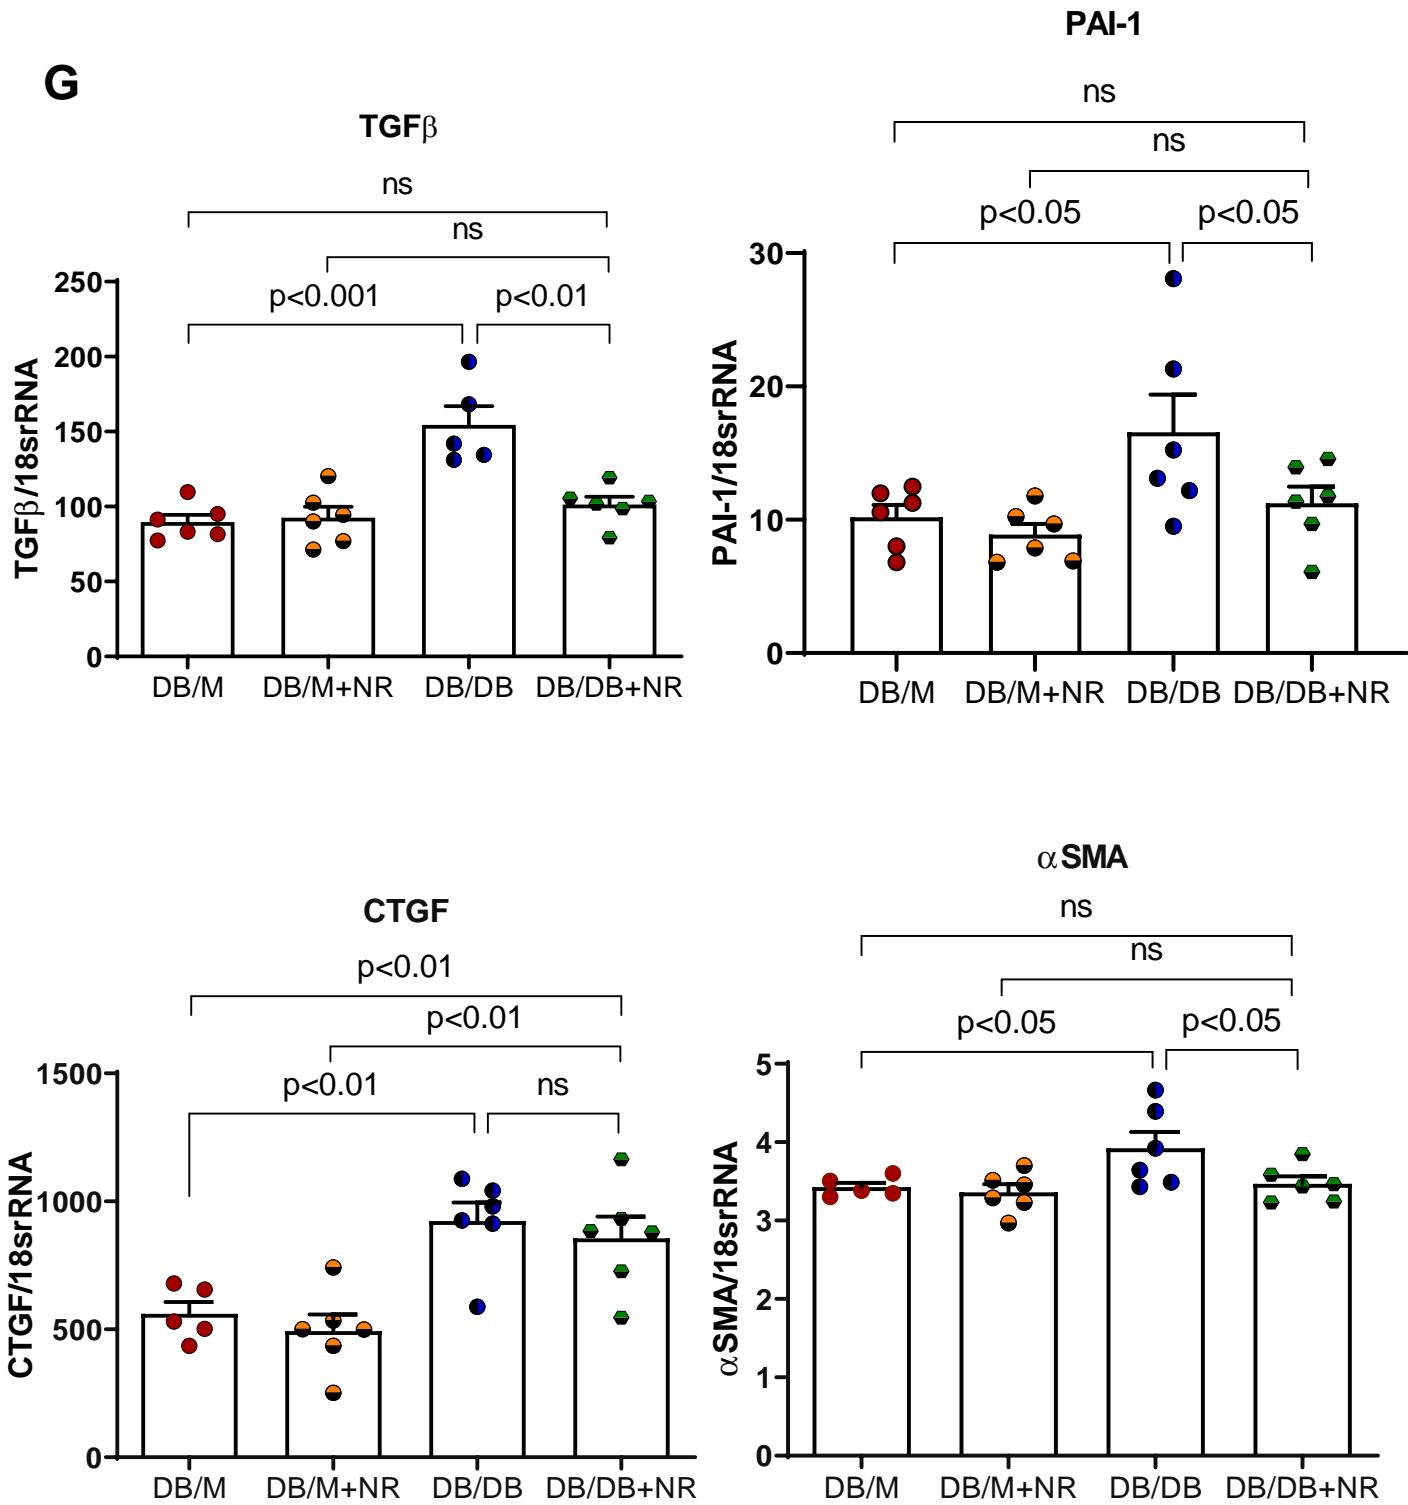 G
TGFβ
ns
ns
p<0.001
p<0.01
TGFβ/18srRNA
250
200
150
100
50
0
DB/M
DB/M+NR
DB/DB
DB/DB+NR
PAI-1
ns
ns
p<0.05
p<0.05
PAI-1/18srRNA
30
20
10
0
DB/M
DB/M+NR
DB/DB
DB/DB+NR
CTGF
p<0.01
p<0.01
p<0.01
ns
CTGF/18srRNA
1500
1000
500
0
DB/M
DB/M+NR
DB/DB
DB/DB+NR
αSMA
ns
ns
p<0.05
p<0.05
αSMA/18srRNA
5
4
3
2
1
0
DB/M
DB/M+NR
DB/DB
DB/DB+NR